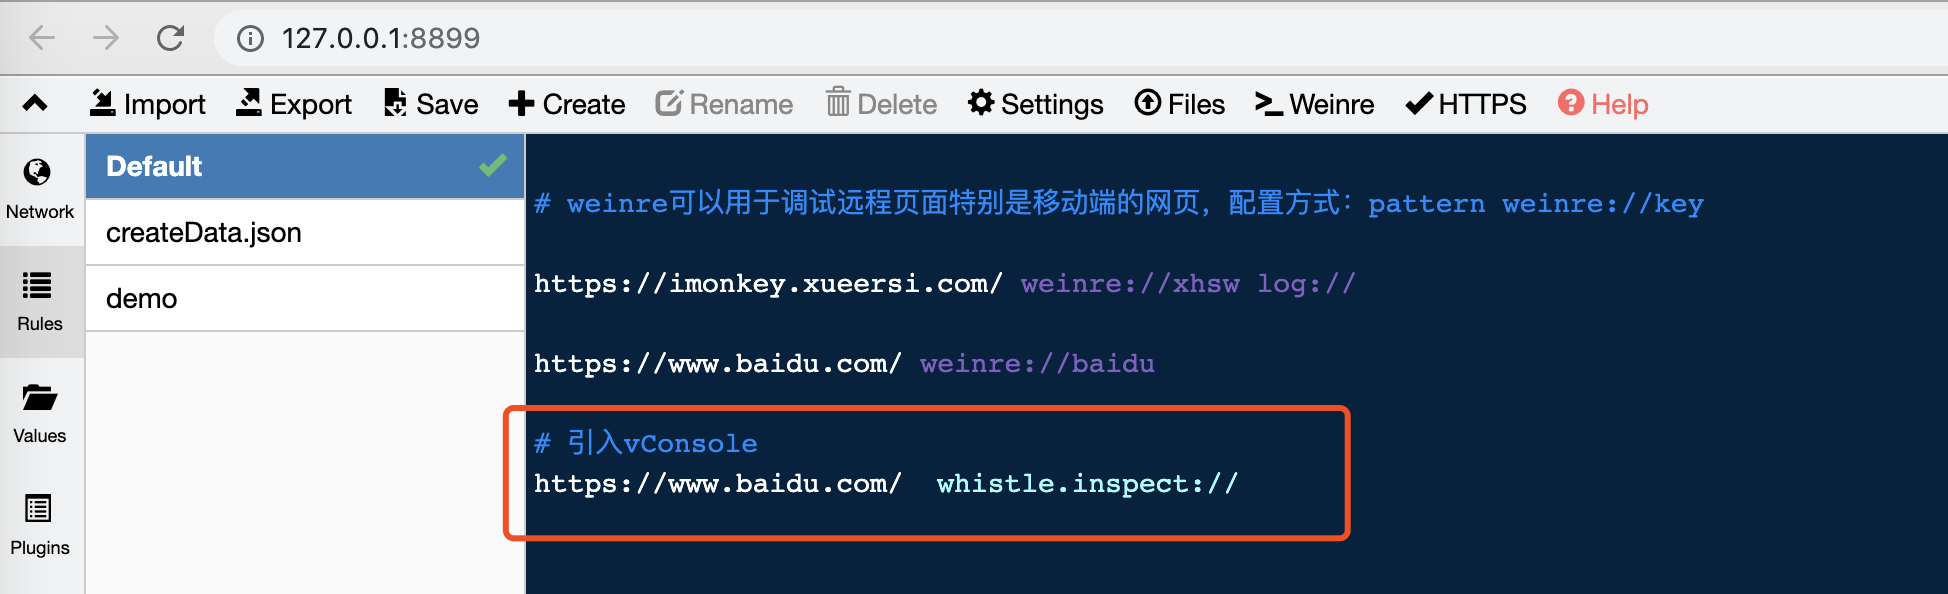 127.0.0.1:8899
Import Export Save Create Rename Delete Settings Files Weinre HTTPS Help
Network
Rules
Values
Plugins
Default
createData.json
demo
# weinre可以用于调试远程页面特别是移动端的网页，配置方式：pattern weinre://key
https://imonkey.xueersi.com/ weinre://xhsw log://
https://www.baidu.com/ weinre://baidu
# 引入vConsole
https://www.baidu.com/  whistle.inspect://